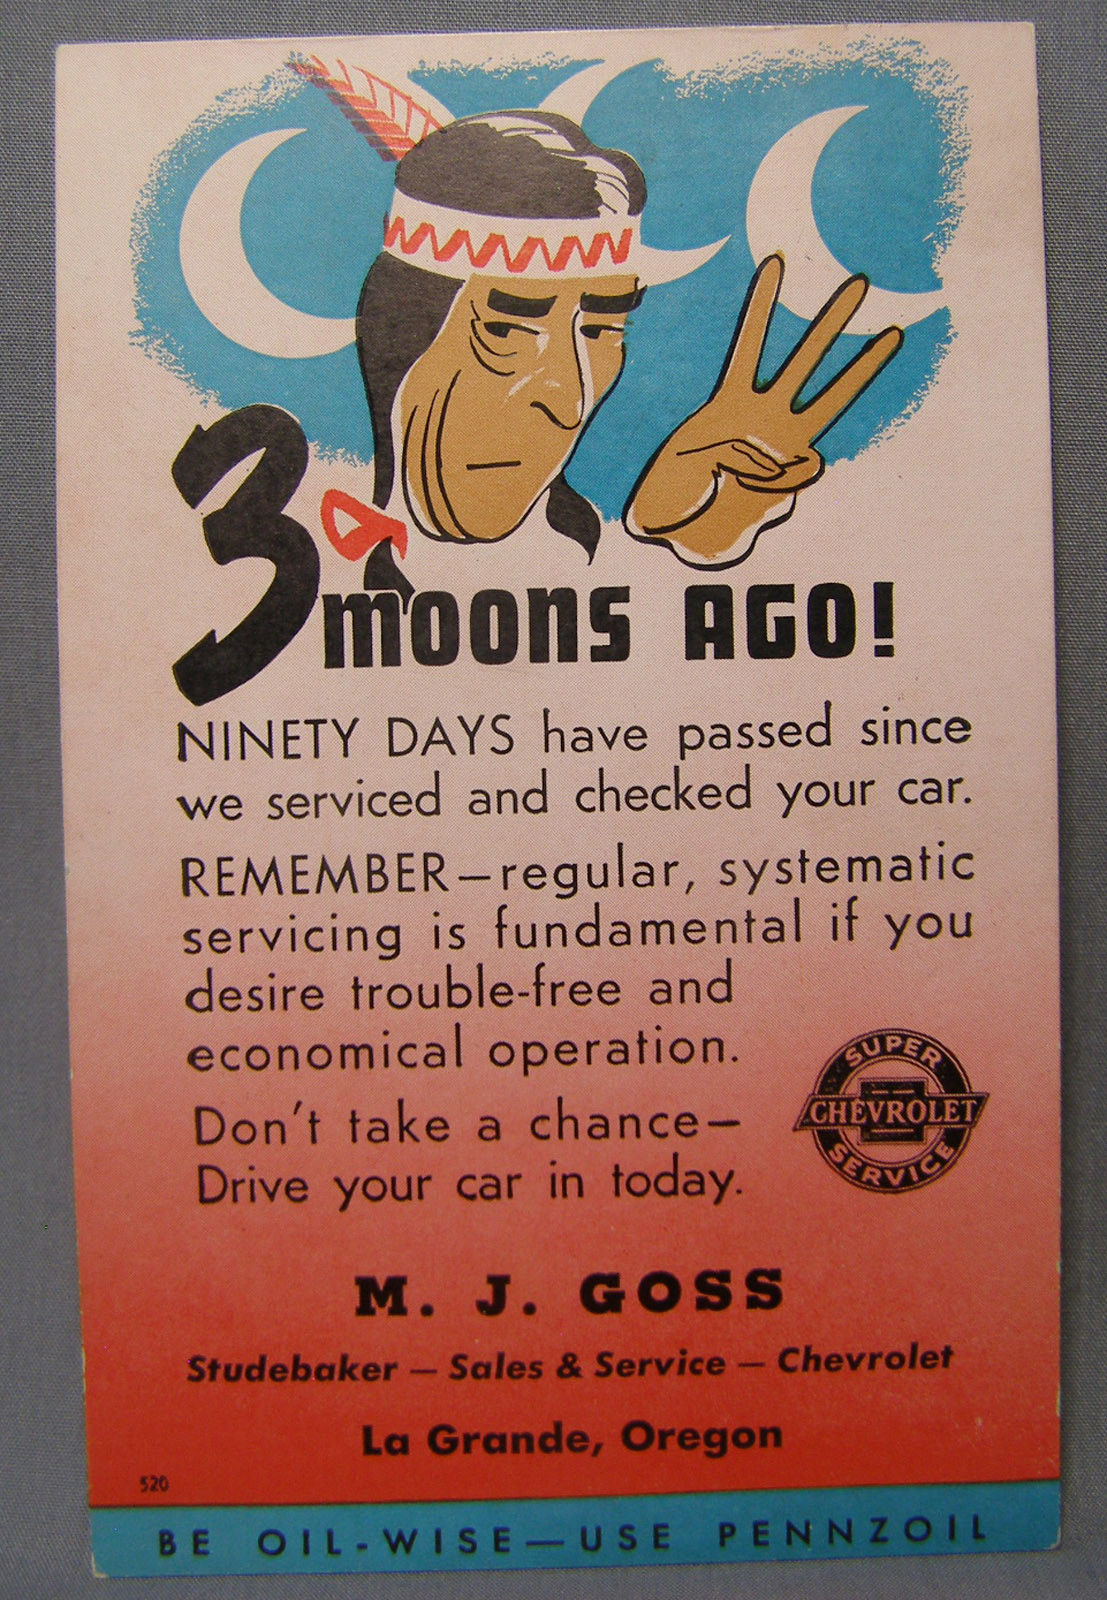 3 moons AGO!
NINETY DAYS have passed since
we serviced and checked your car.
REMEMBER—regular, systematic
servicing is fundamental if you
desire trouble-free and
economical operation.
Don't take a chance—
Drive your car in today.
SUPER
CHEVROLET
SERVICE
M. J. GOSS
Studebaker — Sales & Service — Chevrolet
La Grande, Oregon
520
BE OIL-WISE—USE PENNZOIL